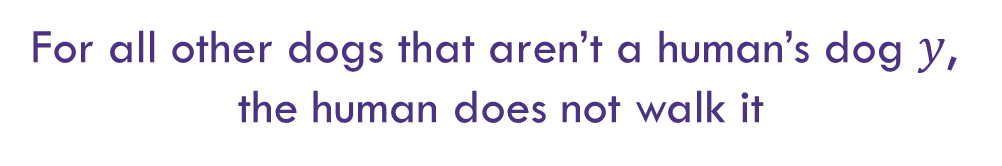 For all other dogs that aren’t a human’s dog y,
the human does not walk it